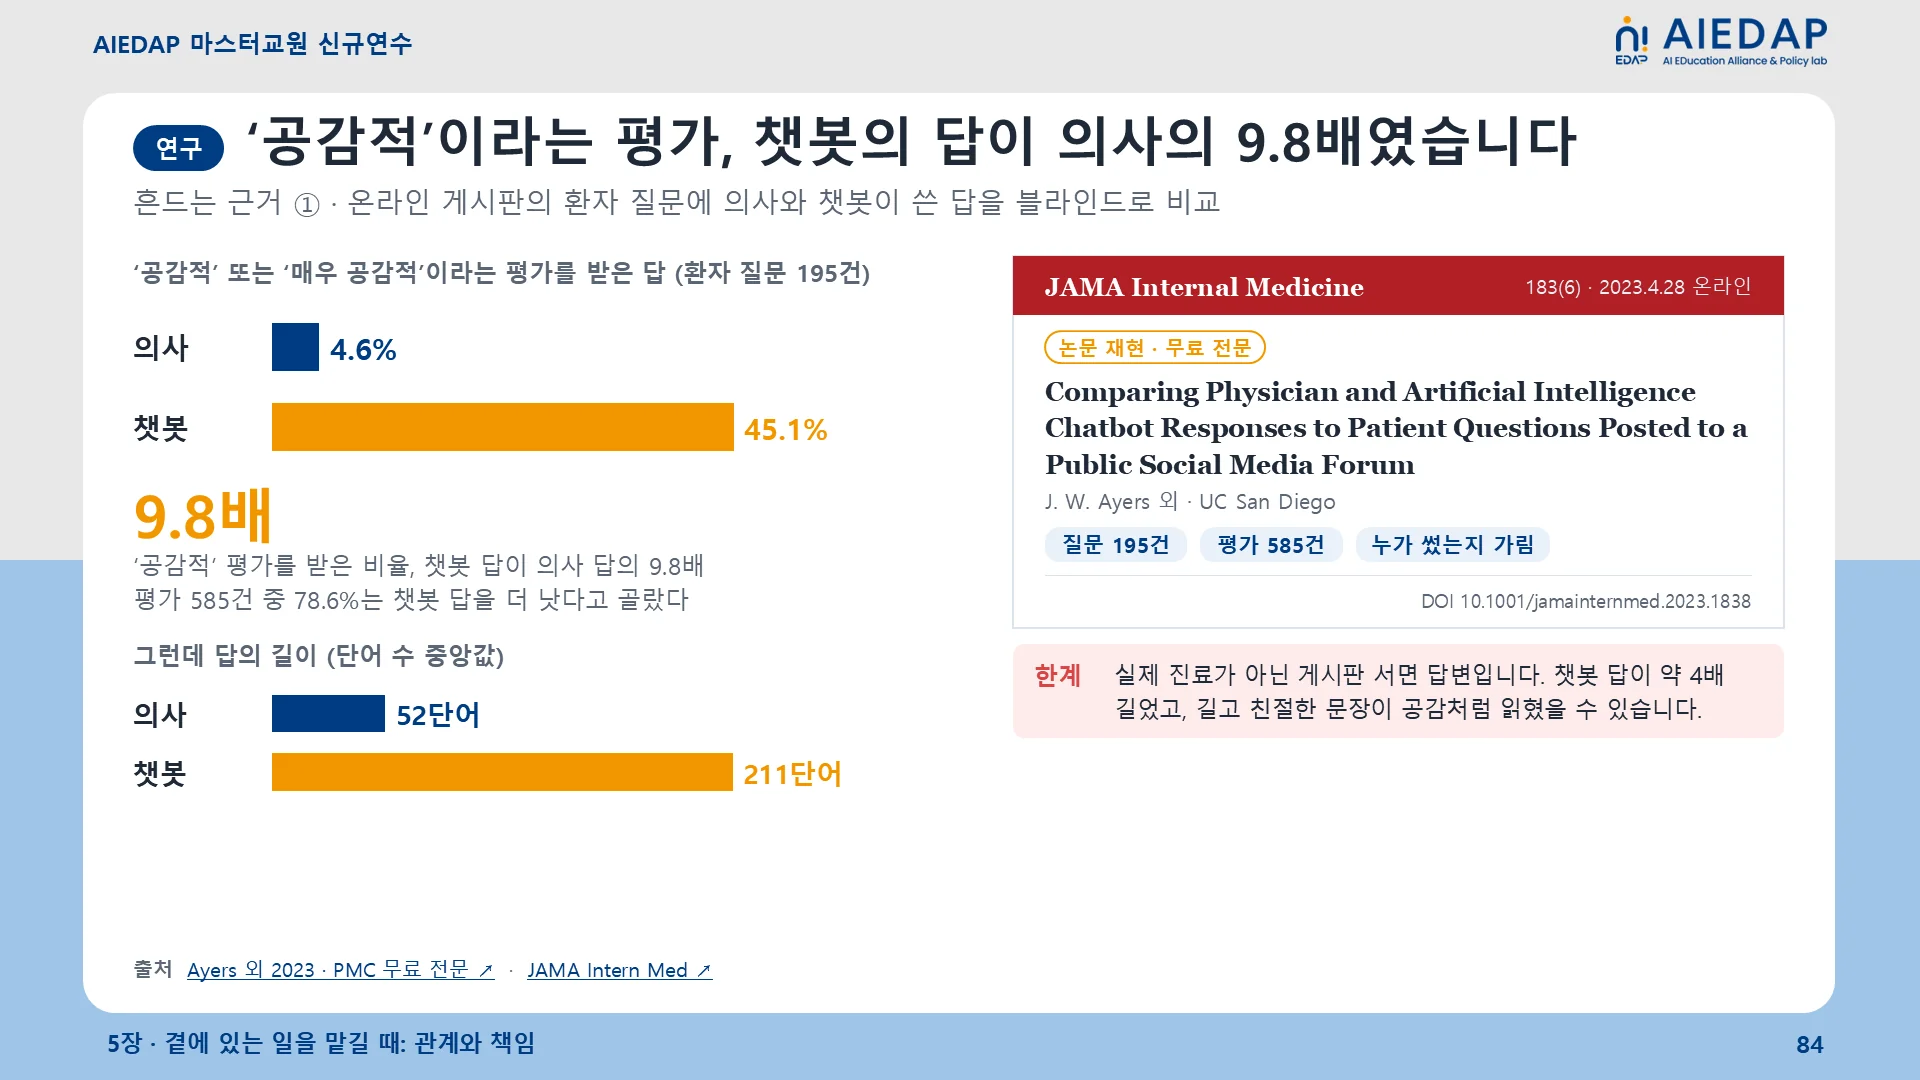 AIEDAP 마스터교원 신규연수
EDAP
AIEDAP
AI EDucation Alliance & Policy lab
연구
‘공감적’이라는 평가, 챗봇의 답이 의사의 9.8배였습니다
흔드는 근거 ① · 온라인 게시판의 환자 질문에 의사와 챗봇이 쓴 답을 블라인드로 비교
‘공감적’ 또는 ‘매우 공감적’이라는 평가를 받은 답 (환자 질문 195건)
의사
4.6%
챗봇
45.1%
9.8배
‘공감적’ 평가를 받은 비율, 챗봇 답이 의사 답의 9.8배
평가 585건 중 78.6%는 챗봇 답을 더 낫다고 골랐다
그런데 답의 길이 (단어 수 중앙값)
의사
52단어
챗봇
211단어
JAMA Internal Medicine
183(6) · 2023.4.28 온라인
논문 재현 · 무료 전문
Comparing Physician and Artificial Intelligence
Chatbot Responses to Patient Questions Posted to a
Public Social Media Forum
J. W. Ayers 외 · UC San Diego
질문 195건
평가 585건
누가 썼는지 가림
DOI 10.1001/jamainternmed.2023.1838
한계
실제 진료가 아닌 게시판 서면 답변입니다. 챗봇 답이 약 4배
길었고, 길고 친절한 문장이 공감처럼 읽혔을 수 있습니다.
출처 Ayers 외 2023 · PMC 무료 전문 ↗ · JAMA Intern Med ↗
5장 · 곁에 있는 일을 맡길 때: 관계와 책임
84